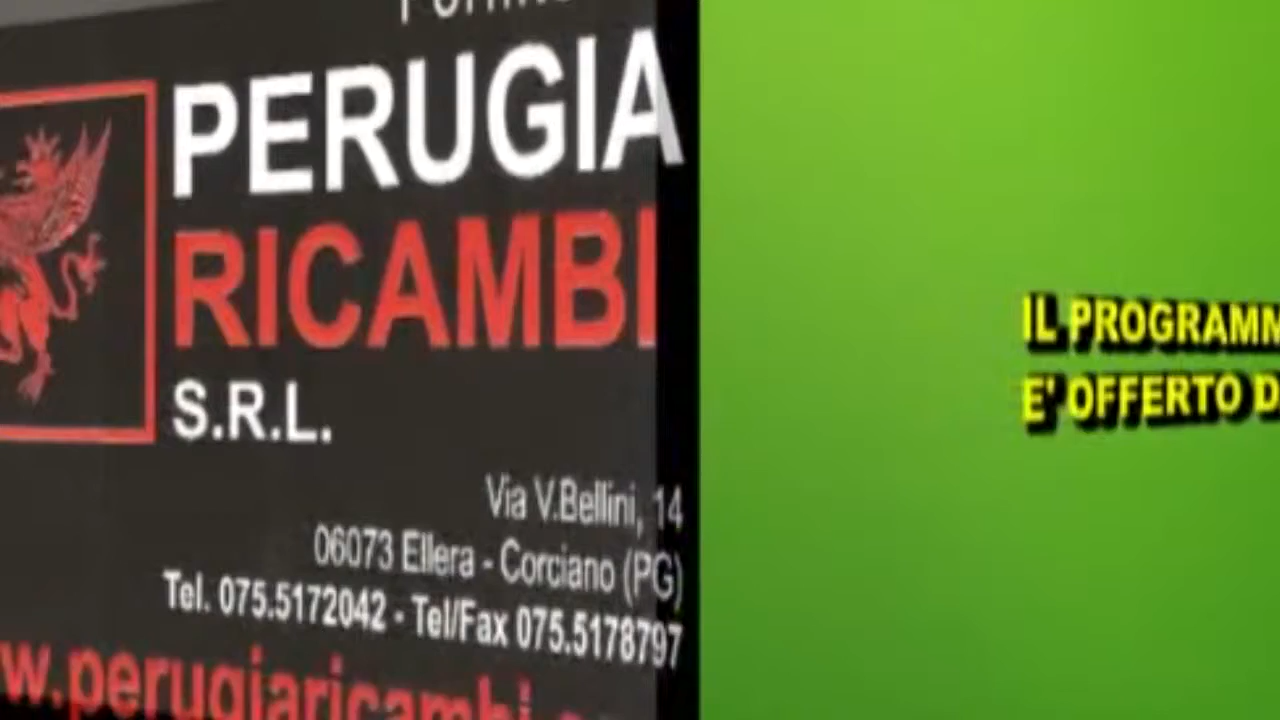 PERUGIA
RICAMBI
S.R.L.
Via V.Bellini, 14
06073 Ellera - Corciano (PG)
Tel. 075.5172042 - Tel/Fax 075.5178797
w.perugiaricambi.
IL PROGRAMM
E' OFFERTO D